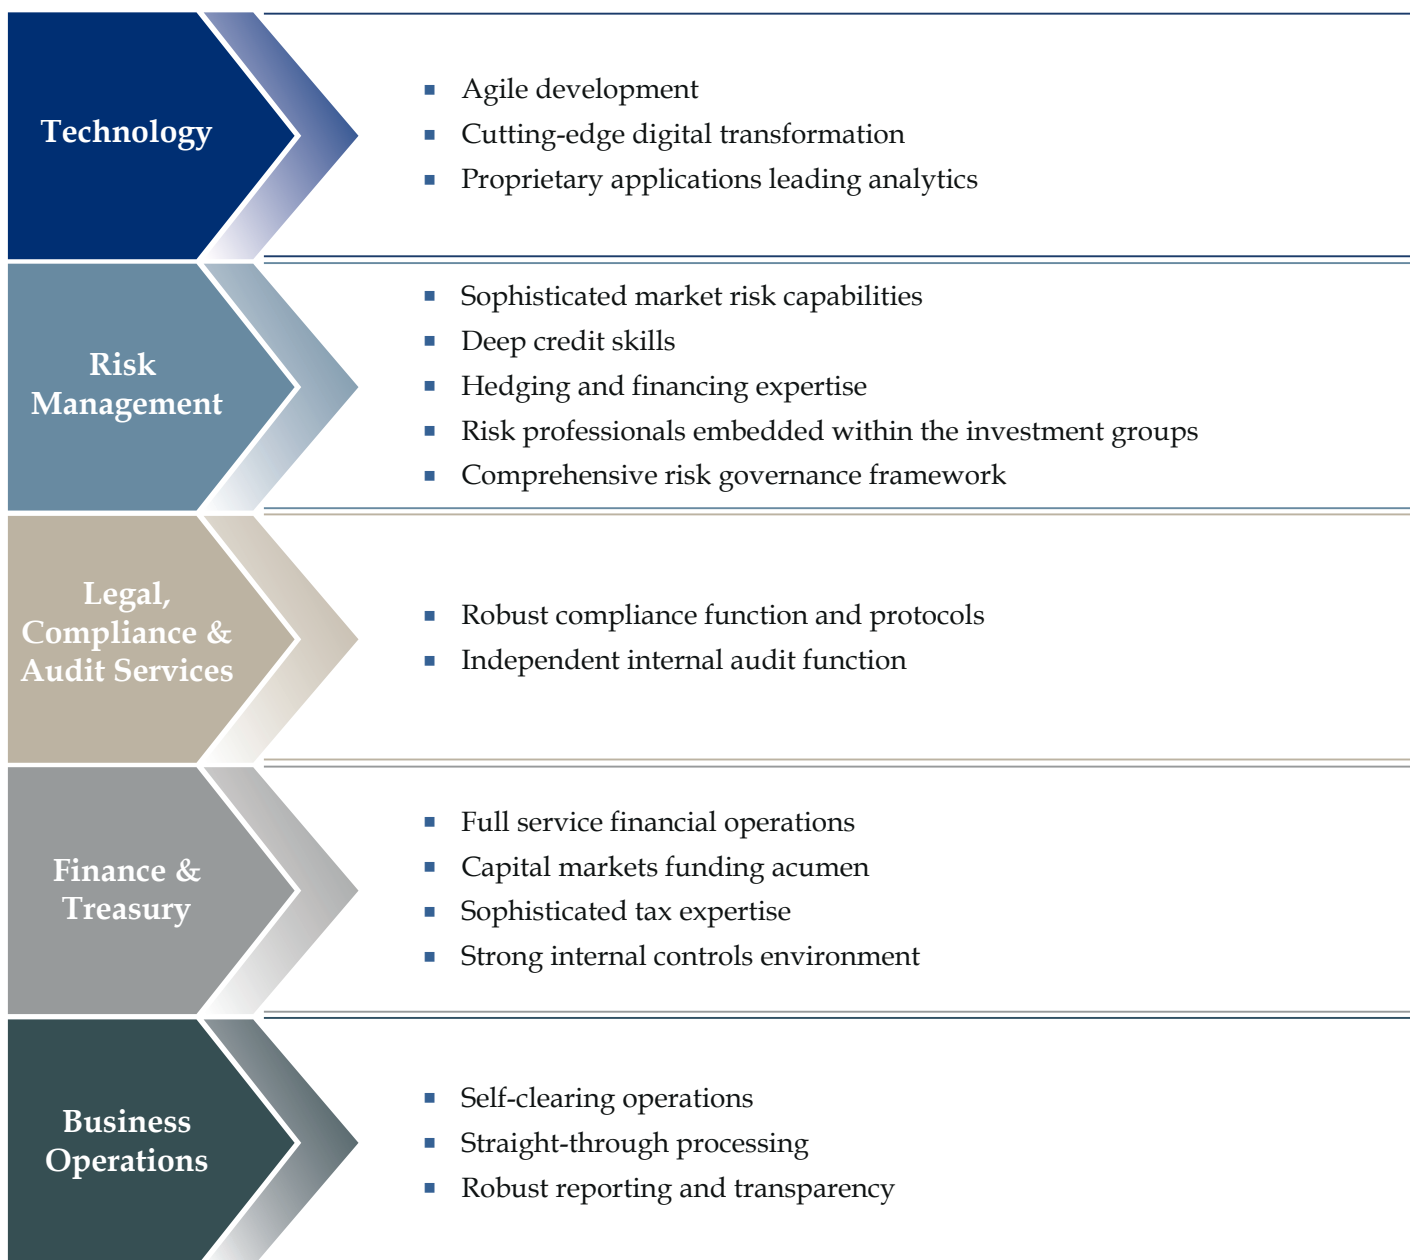 Technology
■ Agile development
■ Cutting-edge digital transformation
■ Proprietary applications leading analytics
Risk
Management
■ Sophisticated market risk capabilities
■ Deep credit skills
■ Hedging and financing expertise
■ Risk professionals embedded within the investment groups
■ Comprehensive risk governance framework
Legal,
Compliance &
Audit Services
■ Robust compliance function and protocols
■ Independent internal audit function
Finance &
Treasury
■ Full service financial operations
■ Capital markets funding acumen
■ Sophisticated tax expertise
■ Strong internal controls environment
Business
Operations
■ Self-clearing operations
■ Straight-through processing
■ Robust reporting and transparency